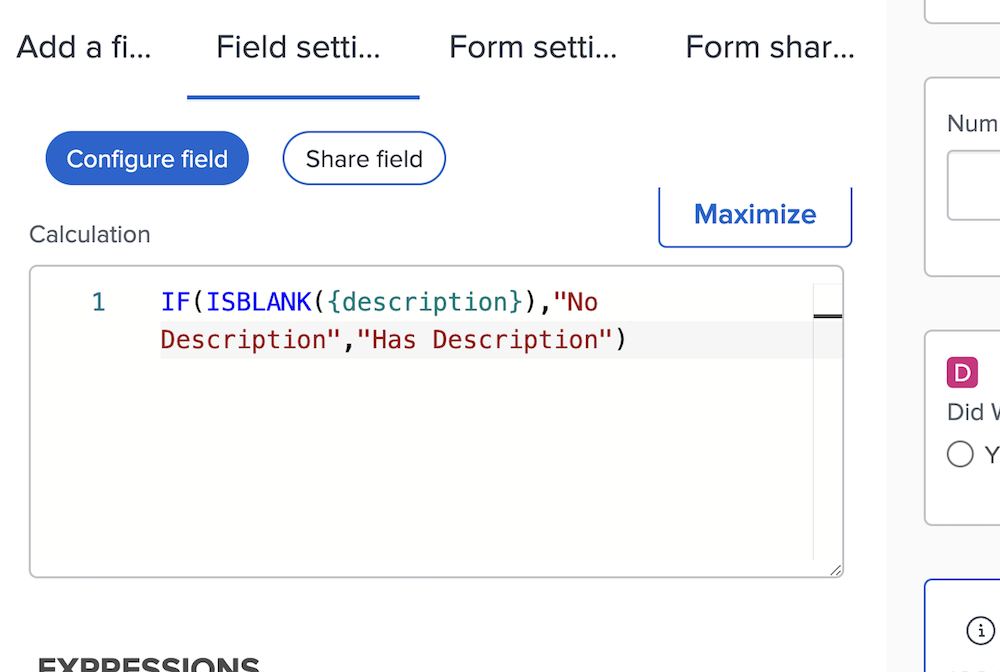 Add a fi... Field setti... Form setti... Form shar...
Configure field Share field
Maximize
Calculation
1 IF(ISBLANK({description}),"No
Description","Has Description")
EXPRESSIONS
Num
D
Did W
Y